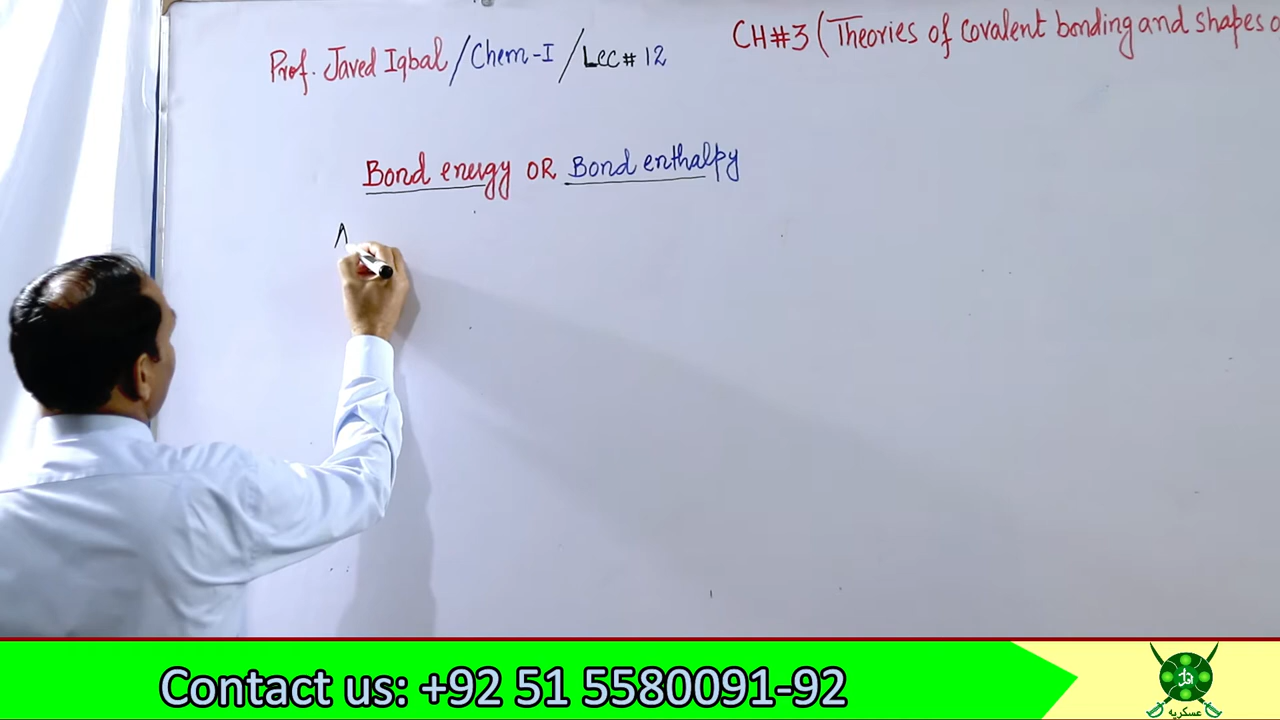 CH#3 (Theories of covalent bonding and shapes o
Prof. Javed Iqbal / Chem-I / Lec # 12
Bond energy OR Bond enthalpy
A
Contact us: +92 51 5580091-92
عسکریہ